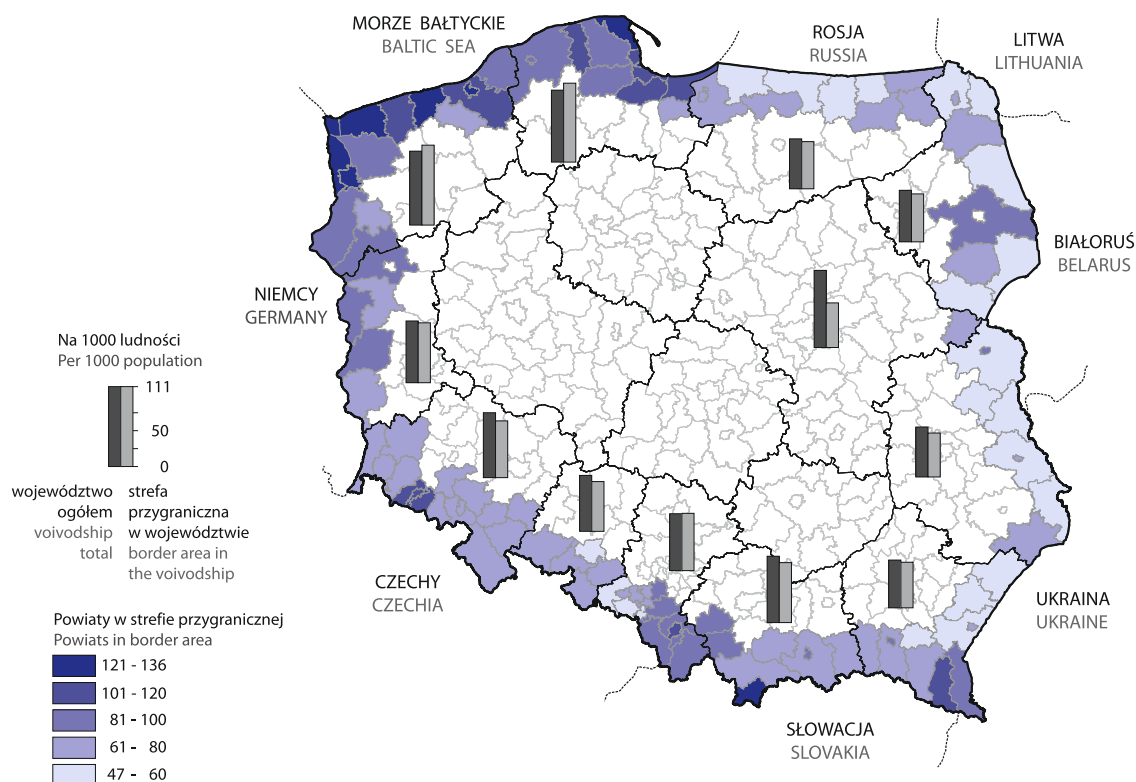 MORZE BAŁTYCKIE
BALTIC SEA
ROSJA
RUSSIA
LITWA
LITHUANIA
BIAŁORUŚ
BELARUS
NIEMCY
GERMANY
Na 1000 ludności
Per 1000 population
111
50
0
województwo
ogółem
voivodship
total
strefa
przygraniczna
w województwie
border area in
the voivodship
CZECHY
CZECHIA
UKRAINA
UKRAINE
SŁOWACJA
SLOVAKIA
Powiaty w strefie przygranicznej
Powiats in border area
121 - 136
101 - 120
81 - 100
61 - 80
47 - 60